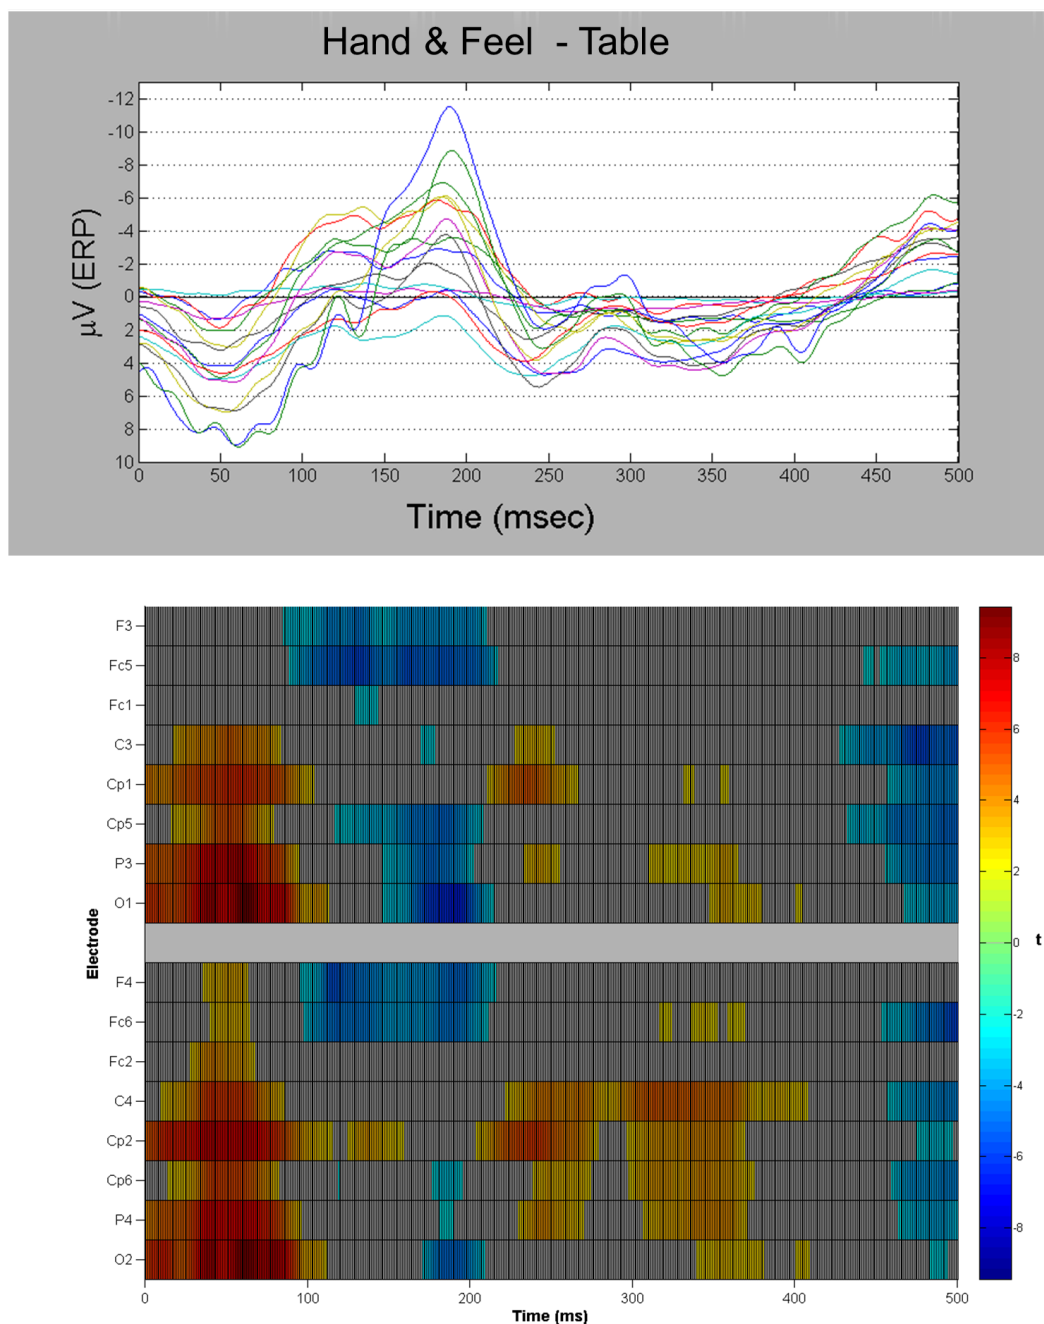 Hand & Feel - Table
μV (ERP)
-12
-10
-8
-6
-4
-2
0
2
4
6
8
10
0 50 100 150 200 250 300 350 400 450 500
Time (msec)
Electrode
F3
Fc5
Fc1
C3
Cp1
Cp5
P3
O1
F4
Fc6
Fc2
C4
Cp2
Cp6
P4
O2
0 100 200 300 400 500
Time (ms)
8
6
4
2
0
-2
-4
-6
-8
t